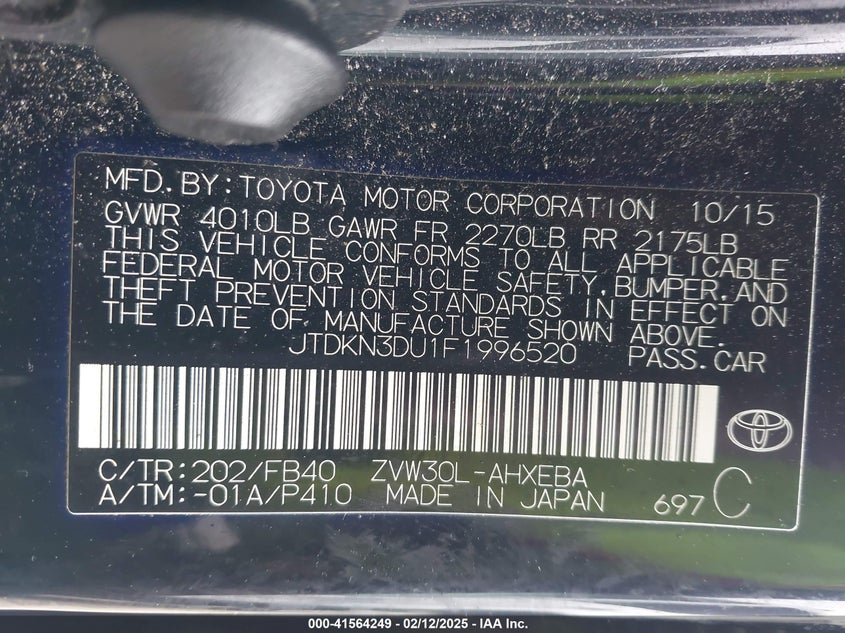 MFD.BY:TOYOTA MOTOR CORPORATION 10/15
GVWR 4010LB GAWR FR 2270LB RR 2175LB
THIS VEHICLE CONFORMS TO ALL APPLICABLE
FEDERAL MOTOR VEHICLE SAFETY,BUMPER,AND
THEFT PREVENTION STANDARDS IN EFFECT ON
THE DATE OF MANUFACTURE SHOWN ABOVE.
JTDKN3DU1F1996520 PASS.CAR
C/TR:202/FB40 ZVW30L-AHXEBA
A/TM:-01A/P410 MADE IN JAPAN 697 C
000-41564249 - 02/12/2025 - IAA Inc.